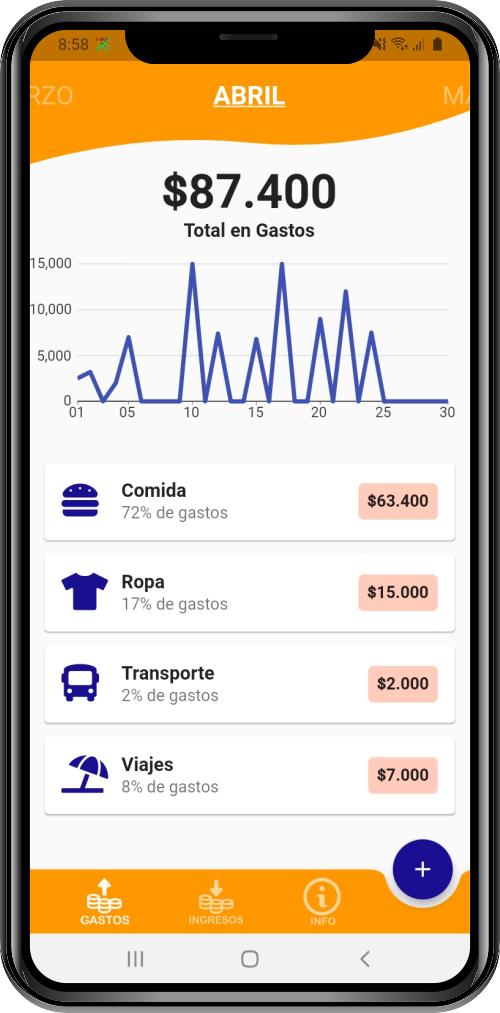 8:58
RZO ABRIL MA
$87.400
Total en Gastos
15,000
10,000
5,000
0
01 05 10 15 20 25 30
Comida
72% de gastos
$63.400
Ropa
17% de gastos
$15.000
Transporte
2% de gastos
$2.000
Viajes
8% de gastos
$7.000
+
GASTOS INGRESOS INFO